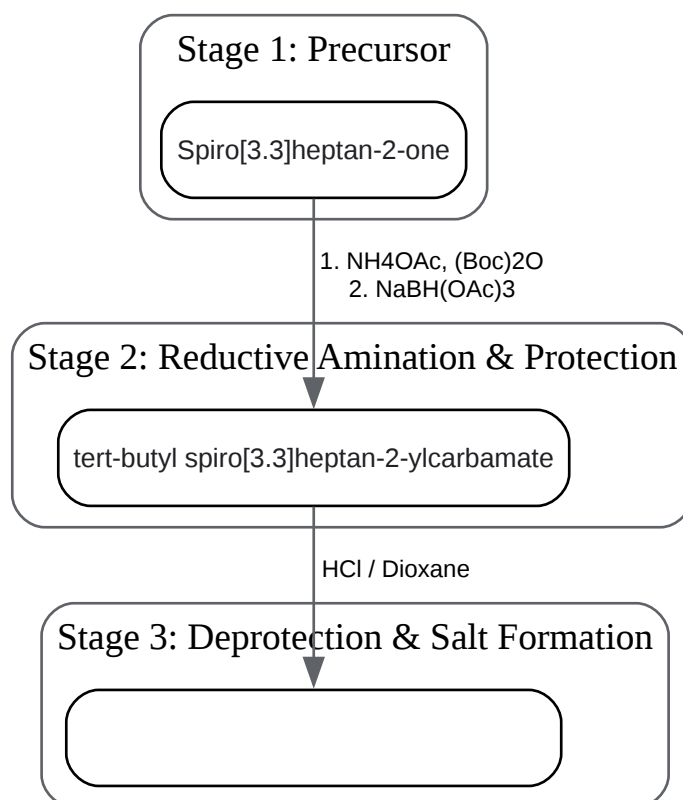 Stage 1: Precursor
Spiro[3.3]heptan-2-one
1. NH4OAc, (Boc)2O
2. NaBH(OAc)3
Stage 2: Reductive Amination & Protection
tert-butyl spiro[3.3]heptan-2-ylcarbamate
HCl / Dioxane
Stage 3: Deprotection & Salt Formation